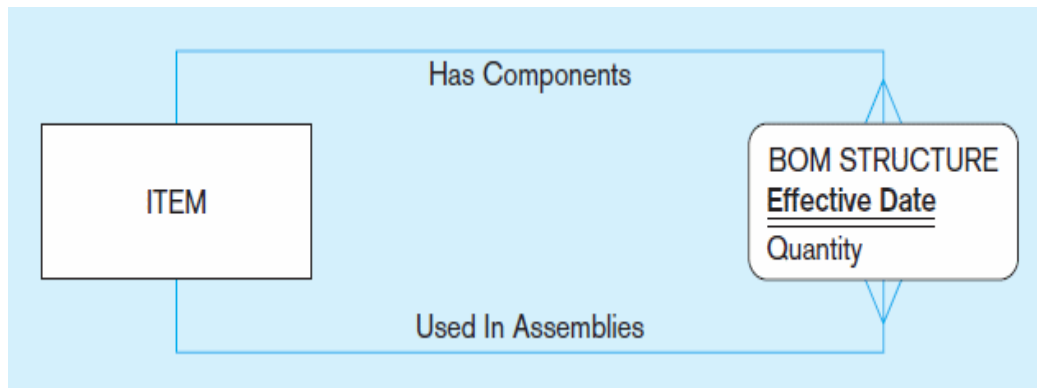 Has Components
ITEM
BOM STRUCTURE
Effective Date
Quantity
Used In Assemblies